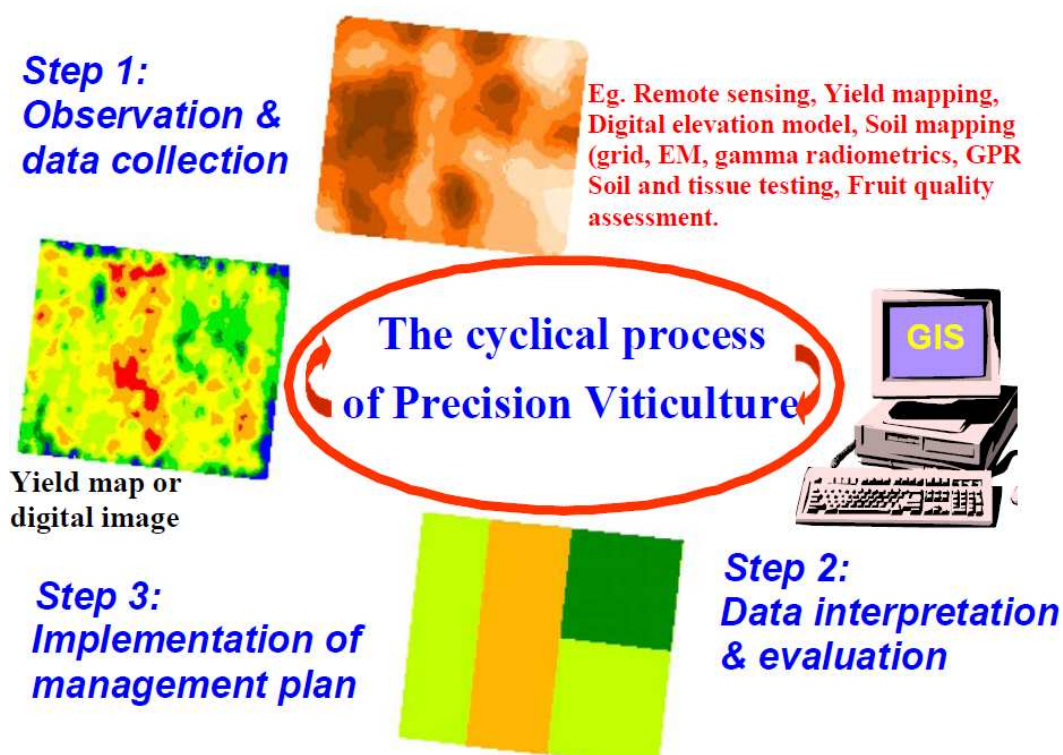 Step 1:
Observation &
data collection
Eg. Remote sensing, Yield mapping,
Digital elevation model, Soil mapping
(grid, EM, gamma radiometrics, GPR
Soil and tissue testing, Fruit quality
assessment.
The cyclical process
of Precision Viticulture
GIS
Yield map or
digital image
Step 2:
Data interpretation
& evaluation
Step 3:
Implementation of
management plan